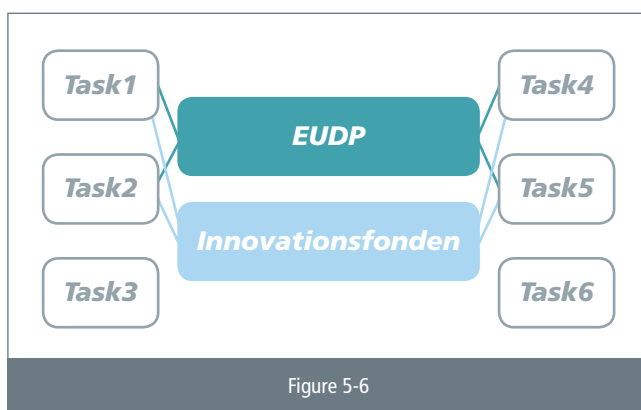 Task1
Task4
EUDP
Task2
Task5
Innovationsfonden
Task3
Task6
Figure 5-6